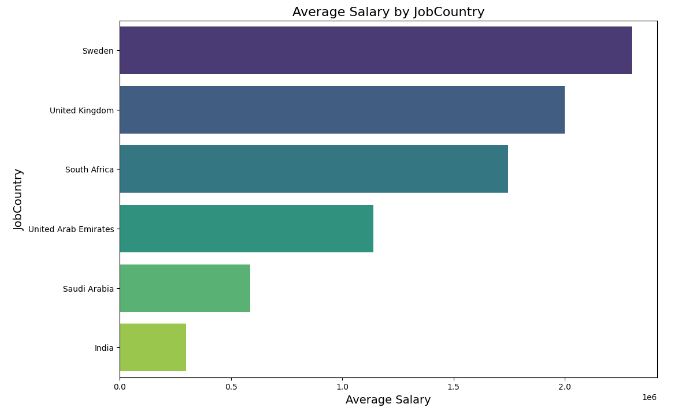 Average Salary by JobCountry
JobCountry
Sweden
United Kingdom
South Africa
United Arab Emirates
Saudi Arabia
India
0.0 0.5 1.0 1.5 2.0
1e6
Average Salary